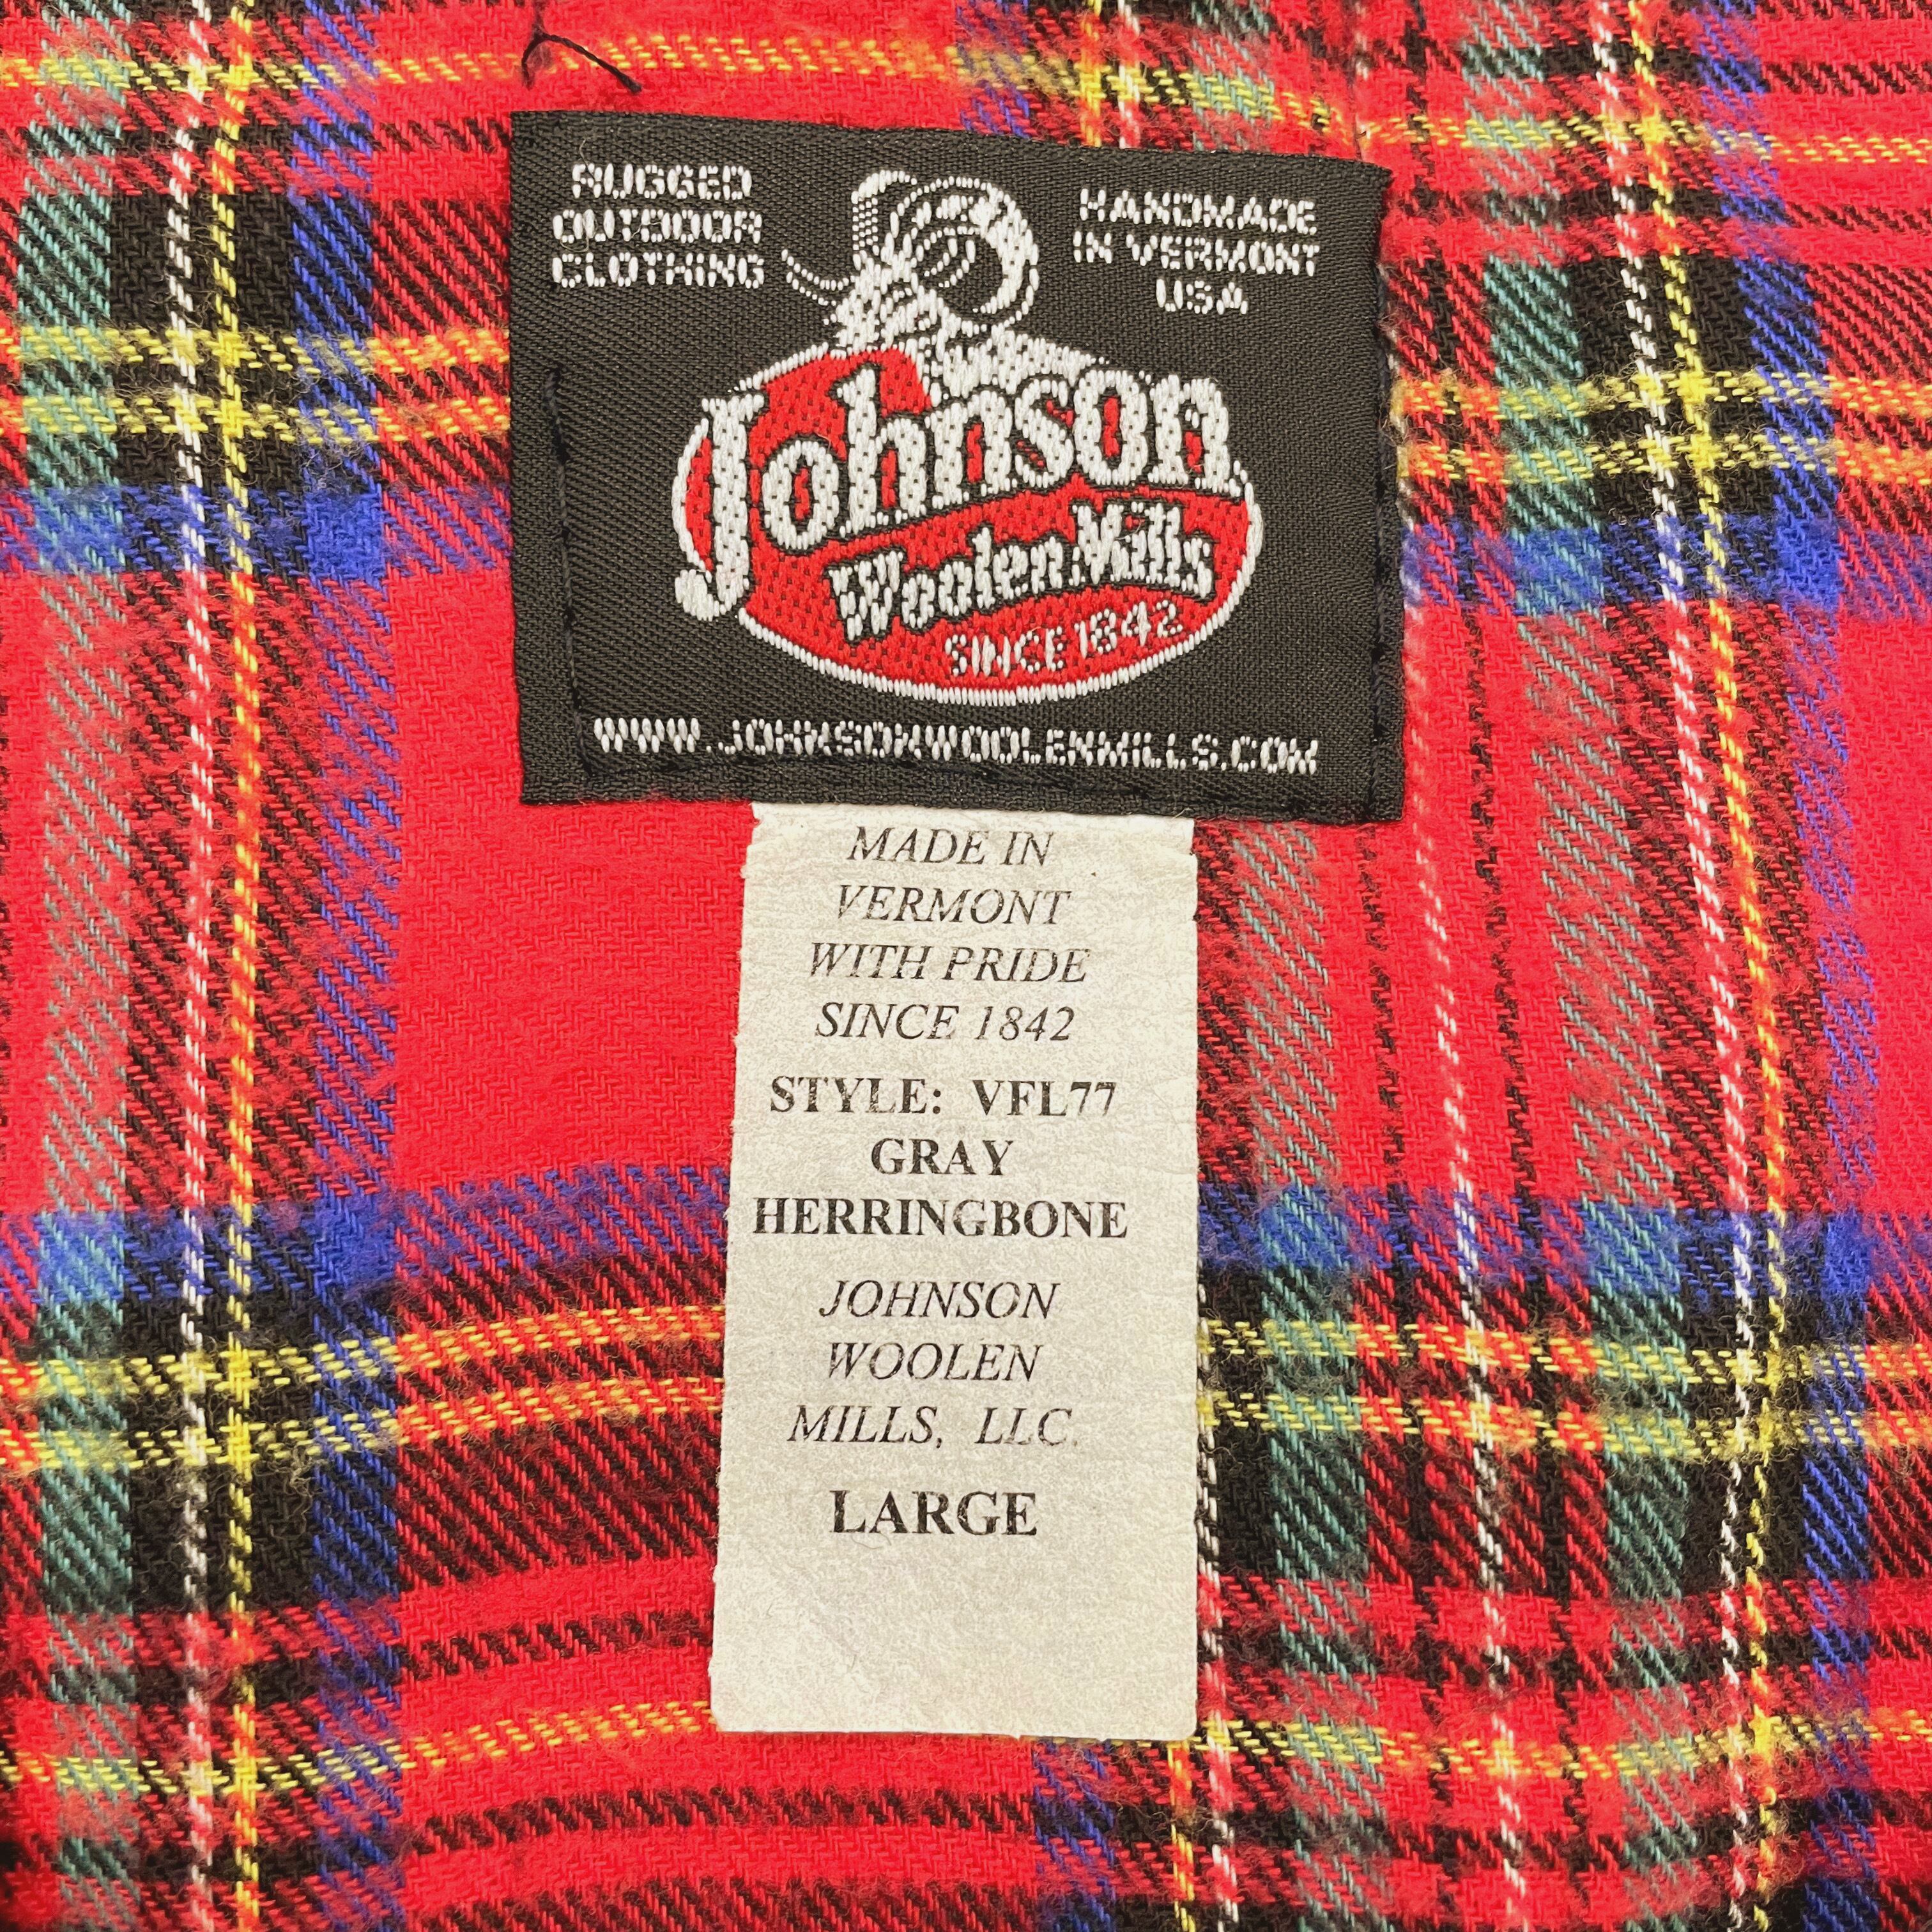 RUGGED
OUTDOOR
CLOTHING
HANDMADE
IN VERMONT
USA
Johnson
Woolen Mills
SINCE 1842
WWW.JOHNSONWOOLENMILLS.COM
MADE IN
VERMONT
WITH PRIDE
SINCE 1842
STYLE: VFL77
GRAY
HERRINGBONE
JOHNSON
WOOLEN
MILLS, LLC.
LARGE